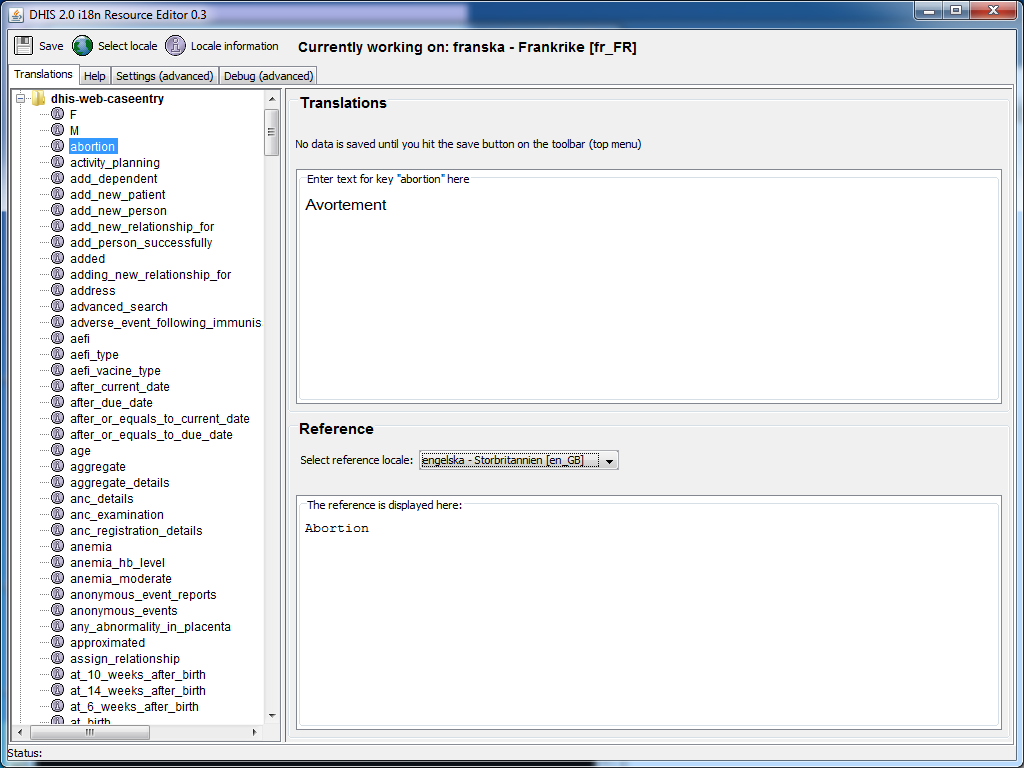 DHIS 2.0 i18n Resource Editor 0.3
Save Select locale Locale information Currently working on: franska - Frankrike [fr_FR]
Translations Help Settings (advanced) Debug (advanced)
dhis-web-caseentry
F
M
abortion
activity_planning
add_dependent
add_new_patient
add_new_person
add_new_relationship_for
add_person_successfully
added
adding_new_relationship_for
address
advanced_search
adverse_event_following_immunis
aefi
aefi_type
aefi_vacine_type
after_current_date
after_due_date
after_or_equals_to_current_date
after_or_equals_to_due_date
age
aggregate
aggregate_details
anc_details
anc_examination
anc_registration_details
anemia
anemia_hb_level
anemia_moderate
anonymous_event_reports
anonymous_events
any_abnormality_in_placenta
approximated
assign_relationship
at_10_weeks_after_birth
at_14_weeks_after_birth
at_6_weeks_after_birth
at_birth
Translations
No data is saved until you hit the save button on the toolbar (top menu)
Enter text for key "abortion" here
Avortement
Reference
Select reference locale: engelska - Storbritannien [en_GB]
The reference is displayed here:
Abortion
Status: